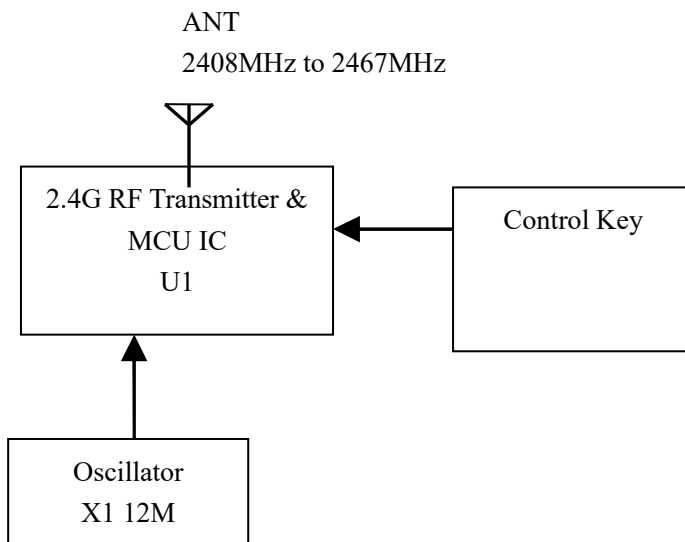 ANT
2408MHz to 2467MHz
2.4G RF Transmitter &
MCU IC
U1
Control Key
Oscillator
X1 12M